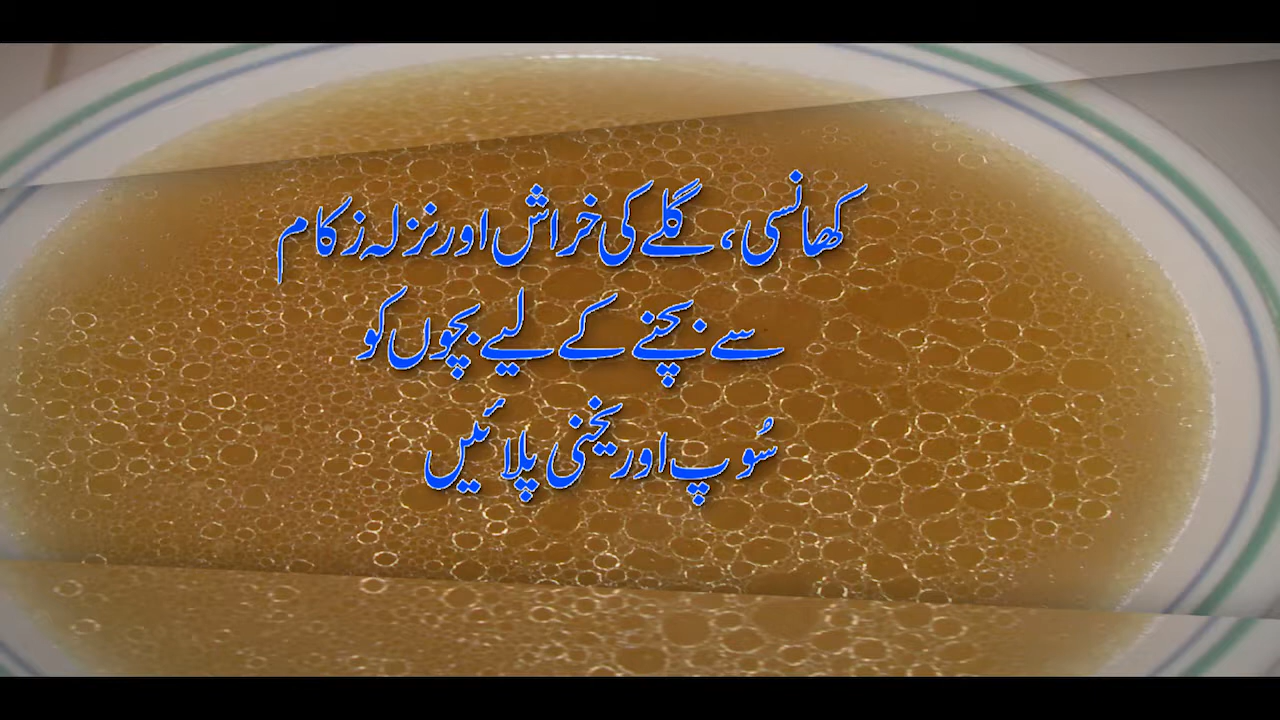 کھانسی، گلے کی خراش اور نزلہ زکام
سے بچنے کے لیے بچوں کو
سُوپ اور یخنی پلائیں